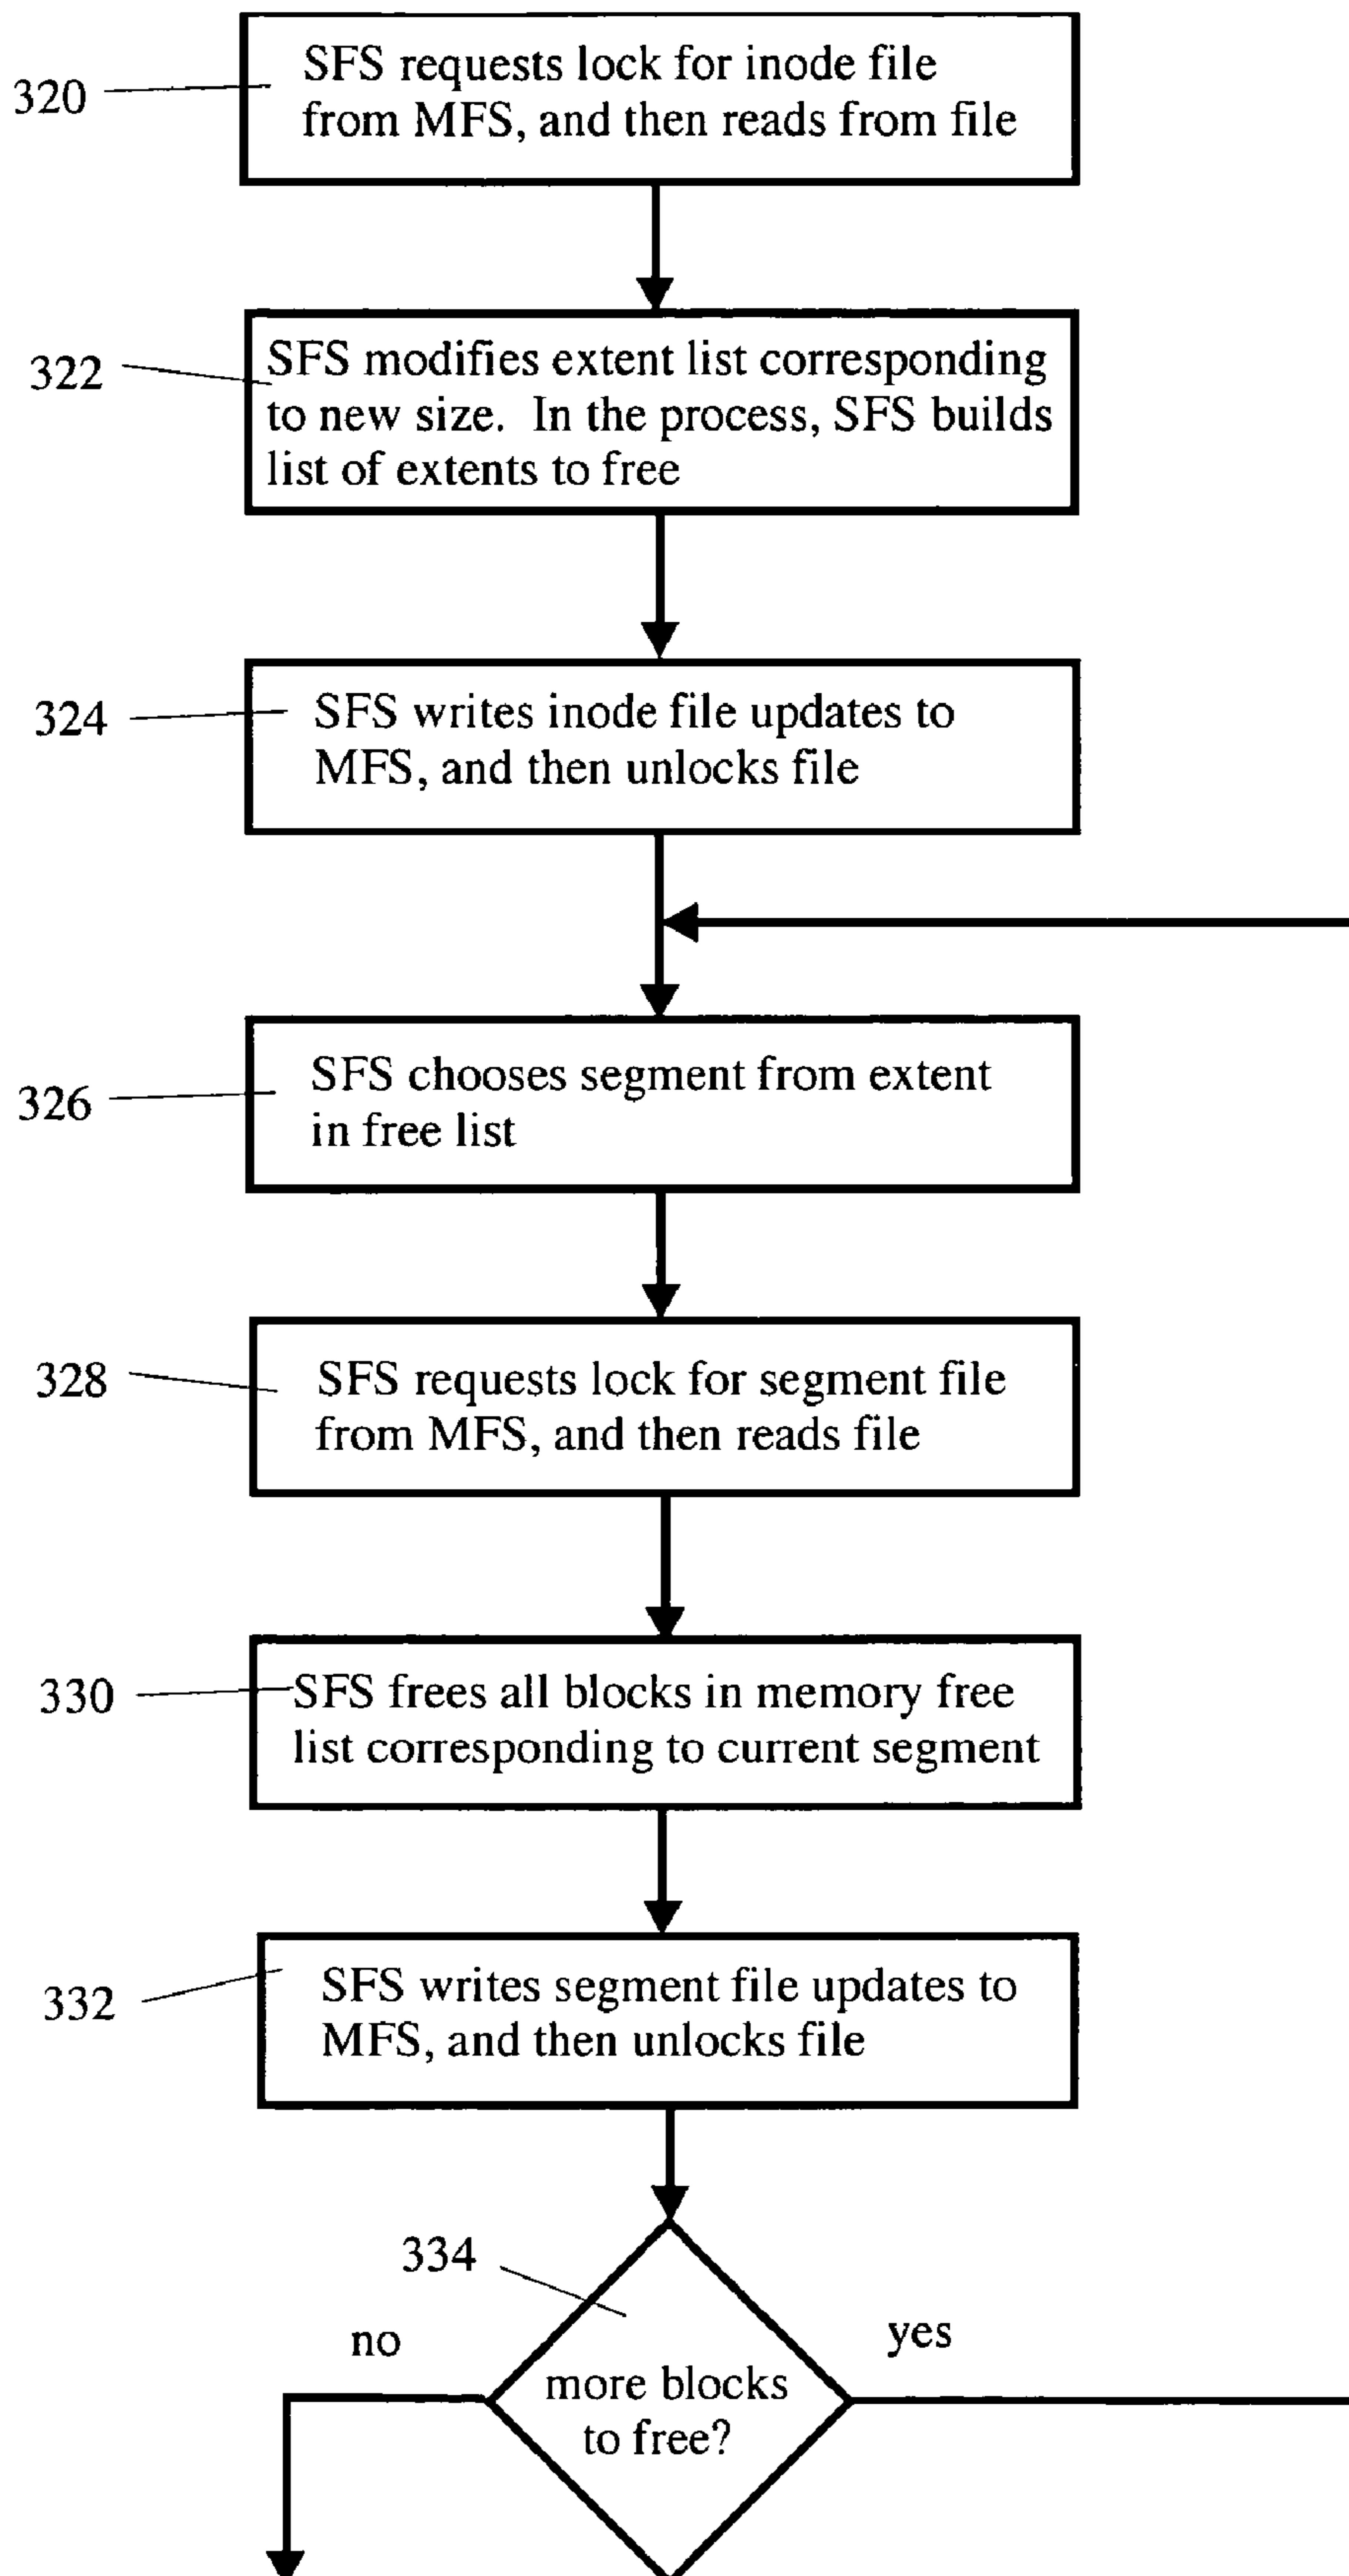 SFS requests lock for inode file
320
from MFS, and then reads from file
SFS modifies extent list corresponding
322
to new size. In the process, SFS builds
list of extents to free
SFS writes inode file updates to
324
MFS, and then unlocks file
SFS chooses segment from extent
326
in free list
SFS requests lock for segment file
328
from MFS, and then reads file
SFS frees all blocks in memory free
330
list corresponding to current segment
SFS writes segment file updates to
332
MFS, and then unlocks file
334
no
yes
more blocks
to free?